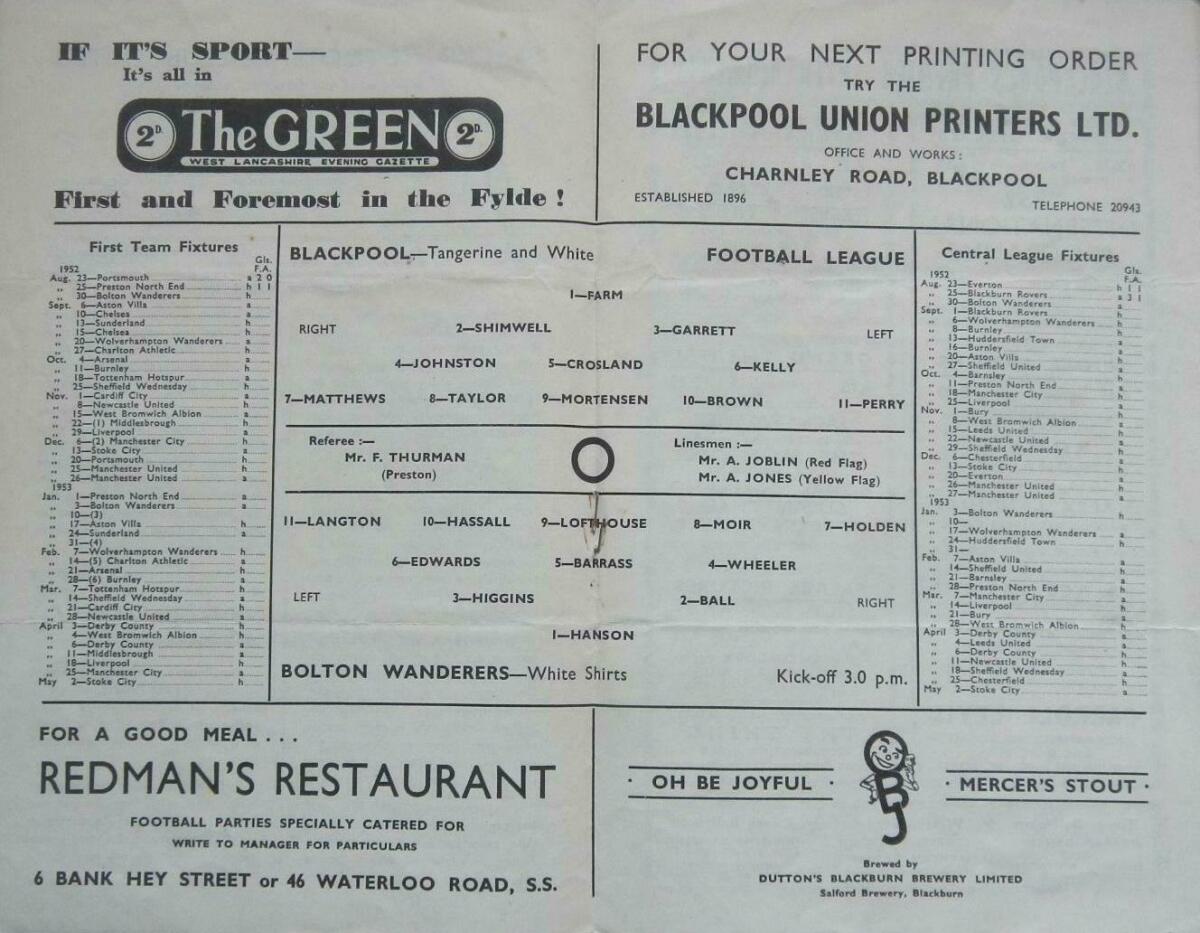 IF IT'S SPORT—
It's all in
2D. The GREEN 2D.
WEST LANCASHIRE EVENING GAZETTE
First and Foremost in the Fylde !
FOR YOUR NEXT PRINTING ORDER
TRY THE
BLACKPOOL UNION PRINTERS LTD.
OFFICE AND WORKS :
CHARNLEY ROAD, BLACKPOOL
ESTABLISHED 1896
TELEPHONE 20943
First Team Fixtures
Gls.
1952 F.A.
Aug. 23—Portsmouth a 2 0
„ 25—Preston North End h 1 1
„ 30—Bolton Wanderers h
Sept. 6—Aston Villa a
„ 10—Chelsea a
„ 13—Sunderland h
„ 15—Chelsea h
„ 20—Wolverhampton Wanderers a
„ 27—Charlton Athletic h
Oct. 4—Arsenal a
„ 11—Burnley h
„ 18—Tottenham Hotspur a
„ 25—Sheffield Wednesday h
Nov. 1—Cardiff City a
„ 8—Newcastle United h
„ 15—West Bromwich Albion a
„ 22—(1) Middlesbrough h
„ 29—Liverpool a
Dec. 6—(2) Manchester City h
„ 13—Stoke City a
„ 20—Portsmouth h
„ 25—Manchester United h
„ 26—Manchester United a
1953
Jan. 1—Preston North End a
„ 3—Bolton Wanderers a
„ 10—(3)
„ 17—Aston Villa h
„ 24—Sunderland a
„ 31—(4)
Feb. 7—Wolverhampton Wanderers h
„ 14—(5) Charlton Athletic a
„ 21—Arsenal h
„ 28—(6) Burnley a
Mar. 7—Tottenham Hotspur h
„ 14—Sheffield Wednesday a
„ 21—Cardiff City h
„ 28—Newcastle United a
April 3—Derby County h
„ 4—West Bromwich Albion h
„ 6—Derby County a
„ 11—Middlesbrough a
„ 18—Liverpool h
„ 25—Manchester City a
May 2—Stoke City h
BLACKPOOL—Tangerine and White
FOOTBALL LEAGUE
1—FARM
RIGHT 2—SHIMWELL 3—GARRETT LEFT
4—JOHNSTON 5—CROSLAND 6—KELLY
7—MATTHEWS 8—TAYLOR 9—MORTENSEN 10—BROWN 11—PERRY
Referee :—
Mr. F. THURMAN
(Preston)
Linesmen :—
Mr. A. JOBLIN (Red Flag)
Mr. A. JONES (Yellow Flag)
11—LANGTON 10—HASSALL 9—LOFTHOUSE 8—MOIR 7—HOLDEN
6—EDWARDS 5—BARRASS 4—WHEELER
LEFT 3—HIGGINS 2—BALL RIGHT
1—HANSON
BOLTON WANDERERS—White Shirts
Kick-off 3.0 p.m.
Central League Fixtures
Gls.
1952 F.A.
Aug. 23—Everton h 1 1
„ 25—Blackburn Rovers a 3 1
„ 30—Bolton Wanderers a
Sept. 1—Blackburn Rovers h
„ 6—Wolverhampton Wanderers h
„ 8—Burnley h
„ 13—Huddersfield Town a
„ 16—Burnley a
„ 20—Aston Villa h
„ 27—Sheffield United a
Oct. 4—Barnsley h
„ 11—Preston North End a
„ 18—Manchester City h
„ 25—Liverpool a
Nov. 1—Bury h
„ 8—West Bromwich Albion a
„ 15—Leeds United h
„ 22—Newcastle United a
„ 29—Sheffield Wednesday h
Dec. 6—Chesterfield a
„ 13—Stoke City h
„ 20—Everton a
„ 26—Manchester United h
„ 27—Manchester United a
1953
Jan. 3—Bolton Wanderers h
„ 10—
„ 17—Wolverhampton Wanderers a
„ 24—Huddersfield Town h
„ 31—
Feb. 7—Aston Villa a
„ 14—Sheffield United h
„ 21—Barnsley a
„ 28—Preston North End h
Mar. 7—Manchester City a
„ 14—Liverpool h
„ 21—Bury a
„ 28—West Bromwich Albion h
April 3—Derby County a
„ 4—Leeds United a
„ 6—Derby County h
„ 11—Newcastle United h
„ 18—Sheffield Wednesday a
„ 25—Chesterfield h
May 2—Stoke City a
FOR A GOOD MEAL . . .
REDMAN'S RESTAURANT
FOOTBALL PARTIES SPECIALLY CATERED FOR
WRITE TO MANAGER FOR PARTICULARS
6 BANK HEY STREET or 46 WATERLOO ROAD, S.S.
· OH BE JOYFUL · OBJ · MERCER'S STOUT ·
Brewed by
DUTTON'S BLACKBURN BREWERY LIMITED
Salford Brewery, Blackburn